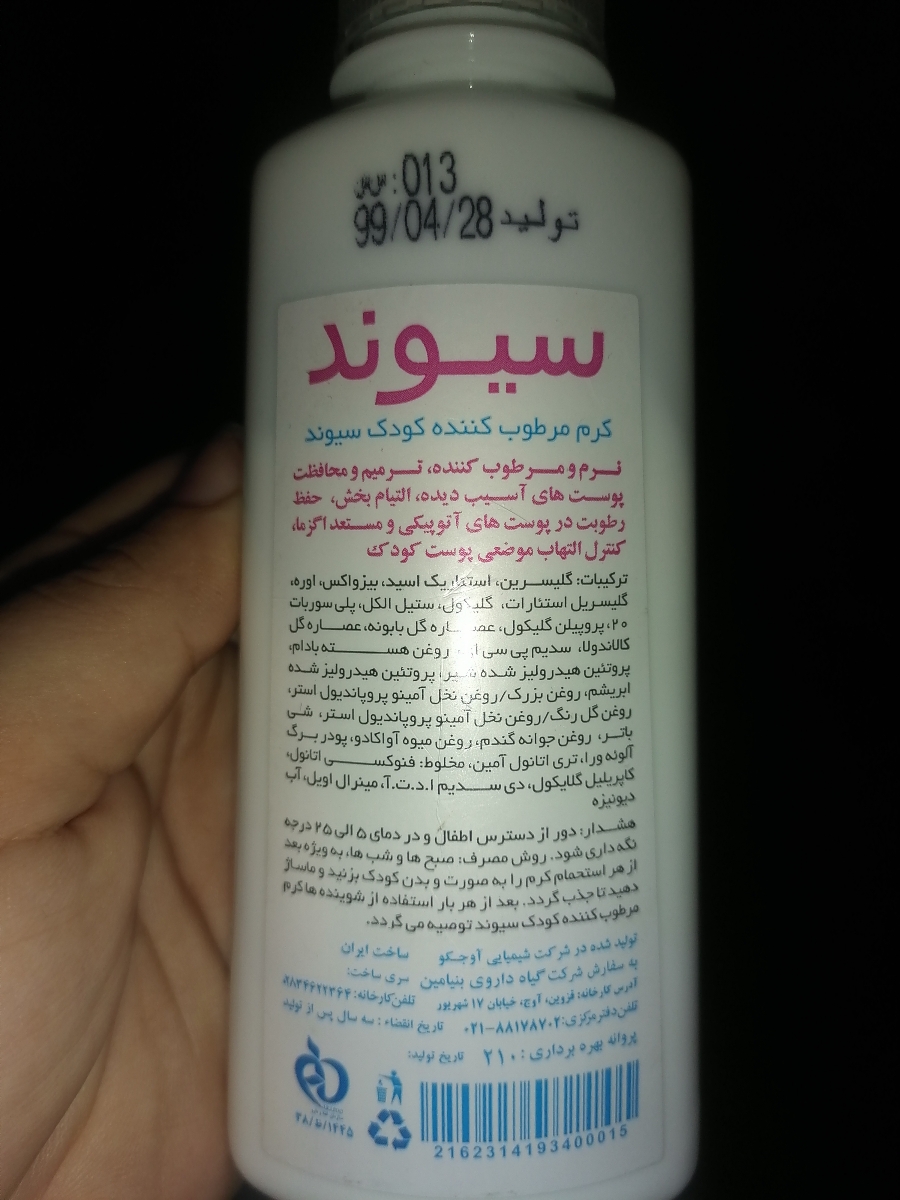 س س: 013
تولید 99/04/28
سیوند
کرم مرطوب کننده کودک سیوند
نرم و مرطوب کننده، ترمیم و محافظت
پوست های آسیب دیده، التیام بخش، حفظ
رطوبت در پوست های آتوپیکی و مستعد اگزما،
کنترل التهاب موضعی پوست کودک
ترکیبات: گلیسرین، استئاریک اسید، بیزواکس، اوره،
گلیسریل استئارات، گلیکول، ستیل الکل، پلی سوربات
۲۰، پروپیلن گلیکول، عصاره گل بابونه، عصاره گل
کالاندولا، سدیم پی سی ای، روغن هسته بادام،
پروتئین هیدرولیز شده شیر، پروتئین هیدرولیز شده
ابریشم، روغن بزرک/روغن نخل آمینو پروپاندیول استر،
روغن گل رنگ/روغن نخل آمینو پروپاندیول استر، شی
باتر، روغن جوانه گندم، روغن میوه آواکادو، پودر برگ
آلوئه ورا، تری اتانول آمین، مخلوط: فنوکسی اتانول،
کاپریلیل گلایکول، دی سدیم ا.د.ت.آ، مینرال اویل، آب
دیونیزه
هشدار: دور از دسترس اطفال و در دمای ۵ الی ۲۵ درجه
نگه داری شود. روش مصرف: صبح ها و شب ها، به ویژه بعد
از هر استحمام کرم را به صورت و بدن کودک بزنید و ماساژ
دهید تا جذب گردد. بعد از هر بار استفاده از شوینده ها کرم
مرطوب کننده کودک سیوند توصیه می گردد.
تولید شده در شرکت شیمیایی آوجکو ساخت ایران
به سفارش شرکت گیاه داروی بنیامین سری ساخت:
آدرس کارخانه: قزوین، آوج، خیابان ۱۷ شهریور تلفن کارخانه: ۰۲۸۳۴۶۲۲۳۶۴
تلفن دفتر مرکزی: ۸۸۱۷۸۷۰۲-۰۲۱ تاریخ انقضاء: سه سال پس از تولید
پروانه بهره برداری: ۲۱۰ تاریخ تولید:
۳۸/ط/۱۴۴۵
2162314193400015